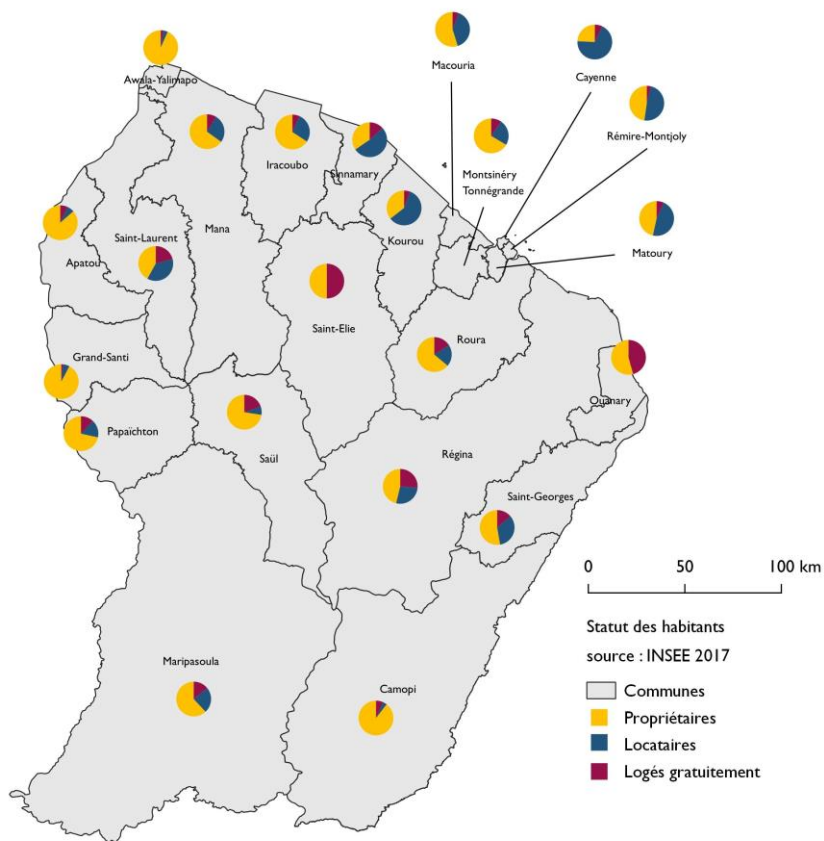 Macouria
Cayenne
Awala-Yalimapo
Rémire-Montjoly
Iracoubo
Sinnamary
Montsinéry
Tonnégrande
Mana
Kourou
Saint-Laurent
Matoury
Apatou
Saint-Elie
Roura
Grand-Santi
Ouanary
Papaïchton
Saül
Régina
Saint-Georges
0 50 100 km
Statut des habitants
source : INSEE 2017
Maripasoula
Camopi
Communes
Propriétaires
Locataires
Logés gratuitement